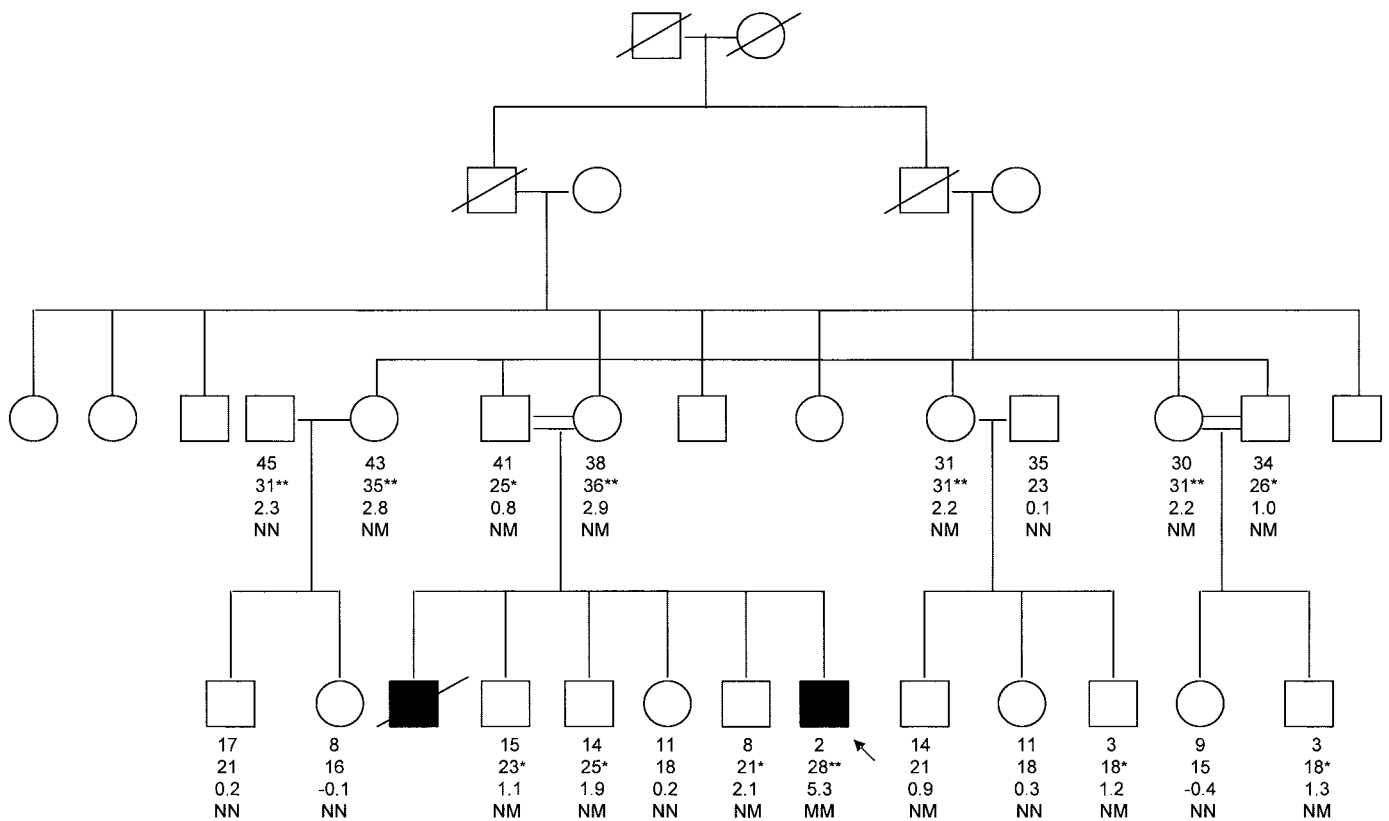 45 43 41 38 31 35 30 34
31** 35** 25* 36** 31** 23 31** 26*
2.3 2.8 0.8 2.9 2.2 0.1 2.2 1.0
NN NM NM NM NM NN NM NM
17 8 15 14 11 8 2 14 11 3 9 3
21 16 23* 25* 18 21* 28** 21 18 18* 15 18*
0.2 -0.1 1.1 1.9 0.2 2.1 5.3 0.9 0.3 1.2 -0.4 1.3
NN NN NM NM NN NM MM NM NN NM NN NM